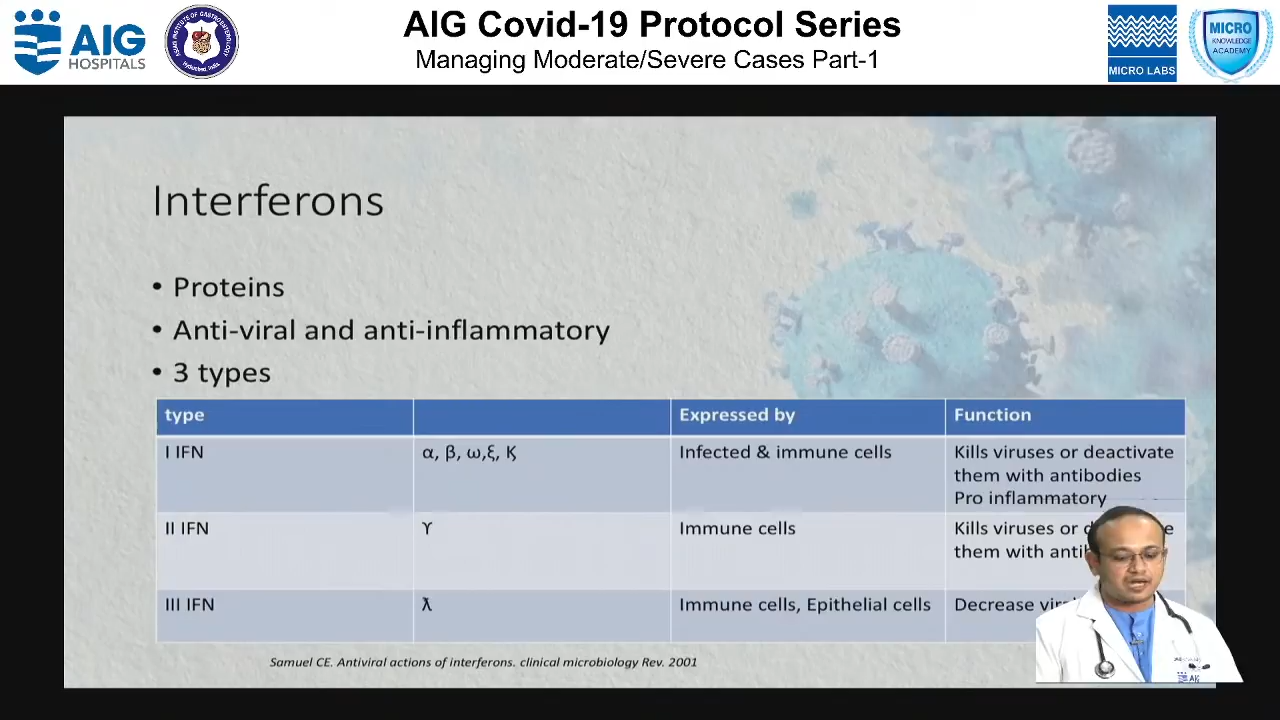 AIG
HOSPITALS
AIG Covid-19 Protocol Series
Managing Moderate/Severe Cases Part-1
MICRO LABS
MICRO
KNOWLEDGE
ACADEMY
Interferons
• Proteins
• Anti-viral and anti-inflammatory
• 3 types
type Expressed by Function
I IFN α, β, ω,ξ, Ϗ Infected & immune cells Kills viruses or deactivate
them with antibodies
Pro inflammatory
II IFN ϒ Immune cells Kills viruses or
them with
III IFN ƛ Immune cells, Epithelial cells Decrease
Samuel CE. Antiviral actions of interferons. clinical microbiology Rev. 2001
AIG